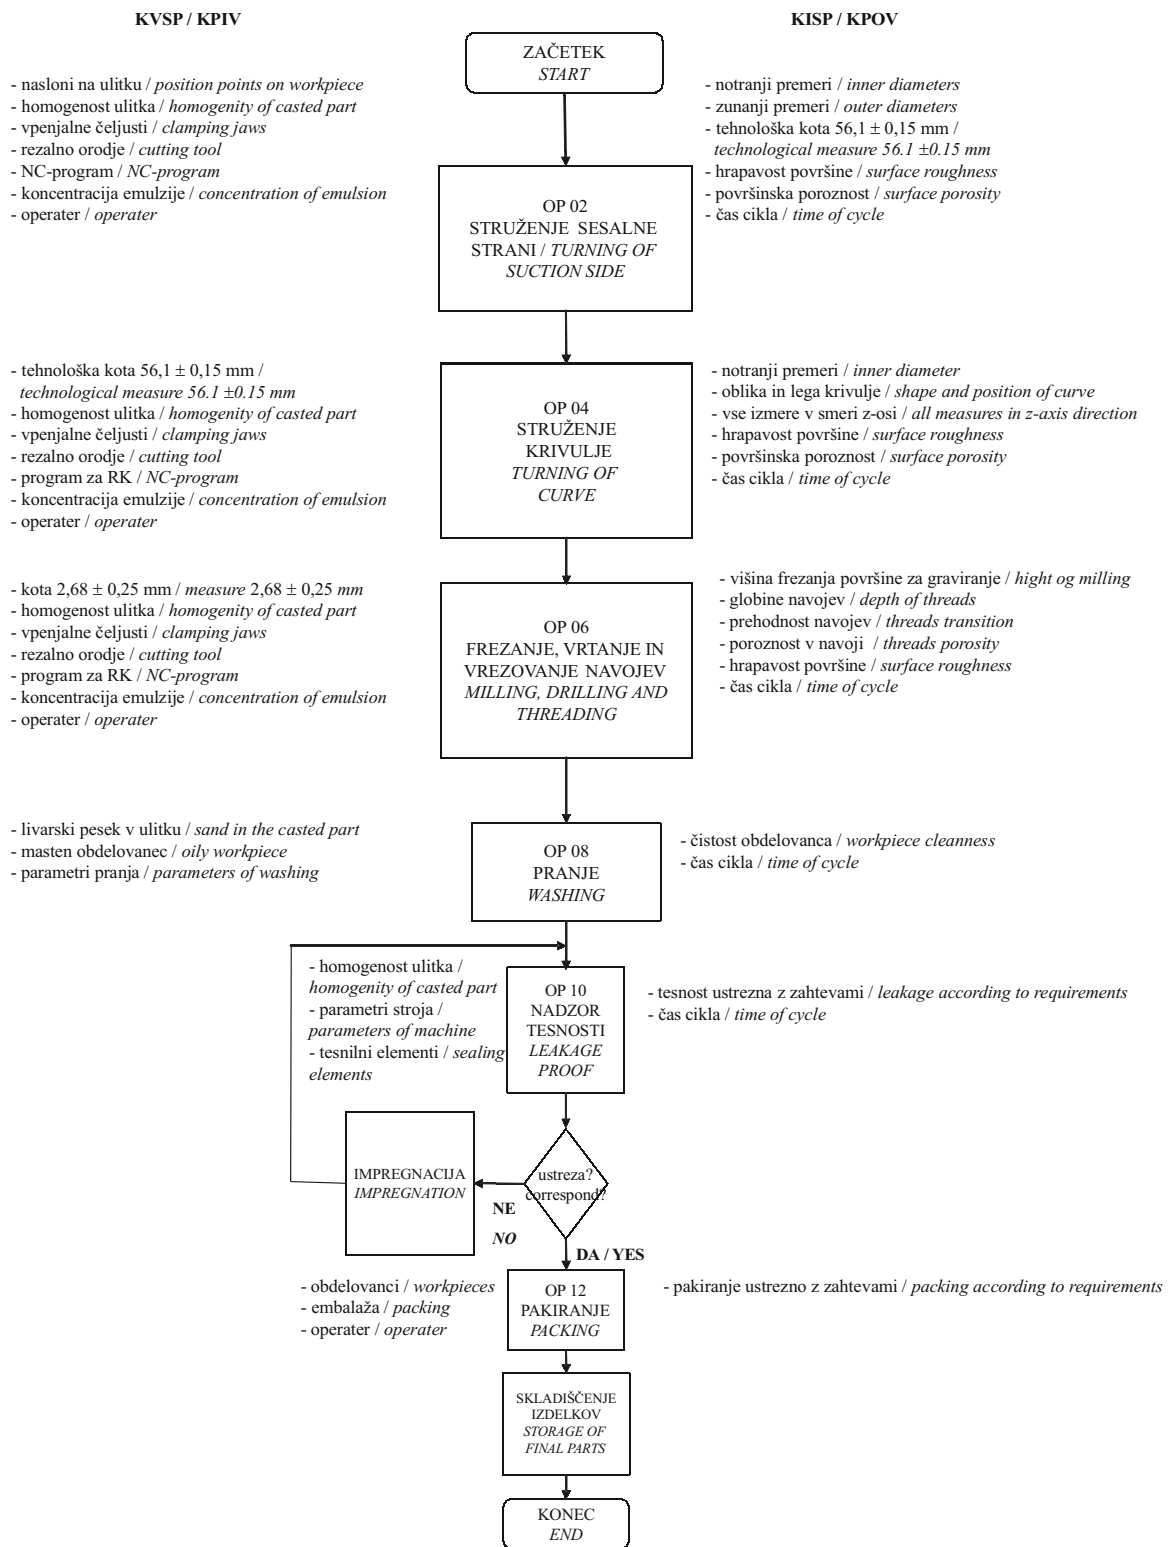 KVSP / KPIV
KISP / KPOV
ZAČETEK
START
- nasloni na ulitku / position points on workpiece
- homogenost ulitka / homogenity of casted part
- vpenjalne čeljusti / clamping jaws
- rezalno orodje / cutting tool
- NC-program / NC-program
- koncentracija emulzije / concentration of emulsion
- operater / operater
OP 02
STRUŽENJE SESALNE
STRANI / TURNING OF
SUCTION SIDE
- notranji premeri / inner diameters
- zunanji premeri / outer diameters
- tehnološka kota 56,1 ± 0,15 mm /
technological measure 56.1 ±0.15 mm
- hrapavost površine / surface roughness
- površinska poroznost / surface porosity
- čas cikla / time of cycle
- tehnološka kota 56,1 ± 0,15 mm /
technological measure 56.1 ±0.15 mm
- homogenost ulitka / homogenity of casted part
- vpenjalne čeljusti / clamping jaws
- rezalno orodje / cutting tool
- program za RK / NC-program
- koncentracija emulzije / concentration of emulsion
- operater / operater
OP 04
STRUŽENJE
KRIVULJE
TURNING OF
CURVE
- notranji premeri / inner diameter
- oblika in lega krivulje / shape and position of curve
- vse izmere v smeri z-osi / all measures in z-axis direction
- hrapavost površine / surface roughness
- površinska poroznost / surface porosity
- čas cikla / time of cycle
- kota 2,68 ± 0,25 mm / measure 2,68 ± 0,25 mm
- homogenost ulitka / homogenity of casted part
- vpenjalne čeljusti / clamping jaws
- rezalno orodje / cutting tool
- program za RK / NC-program
- koncentracija emulzije / concentration of emulsion
- operater / operater
OP 06
FREZANJE, VRTANJE IN
VREZOVANJE NAVOJEV
MILLING, DRILLING AND
THREADING
- višina frezanja površine za graviranje / hight og milling
- globine navojev / depth of threads
- prehodnost navojev / threads transition
- poroznost v navoji / threads porosity
- hrapavost površine / surface roughness
- čas cikla / time of cycle
- livarski pesek v ulitku / sand in the casted part
- masten obdelovanec / oily workpiece
- parametri pranja / parameters of washing
OP 08
PRANJE
WASHING
- čistost obdelovanca / workpiece cleanness
- čas cikla / time of cycle
- homogenost ulitka /
homogenity of casted part
- parametri stroja /
parameters of machine
- tesnilni elementi / sealing
elements
OP 10
NADZOR
TESNOSTI
LEAKAGE
PROOF
- tesnost ustrezna z zahtevami / leakage according to requirements
- čas cikla / time of cycle
IMPREGNACIJA
IMPREGNATION
ustreza?
correspond?
NE
NO
DA / YES
- obdelovanci / workpieces
- embalaža / packing
- operater / operater
OP 12
PAKIRANJE
PACKING
- pakiranje ustrezno z zahtevami / packing according to requirements
SKLADIŠČENJE
IZDELKOV
STORAGE OF
FINAL PARTS
KONEC
END